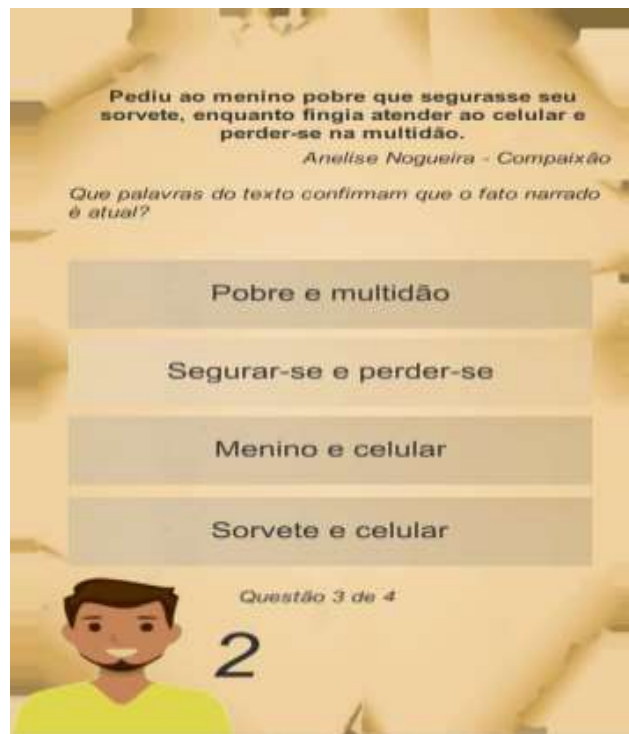 Pediu ao menino pobre que segurasse seu
sorvete, enquanto fingia atender ao celular e
perder-se na multidão.
Anelise Nogueira - Compaixão
Que palavras do texto confirmam que o fato narrado
é atual?
Pobre e multidão
Segurar-se e perder-se
Menino e celular
Sorvete e celular
Questão 3 de 4
2